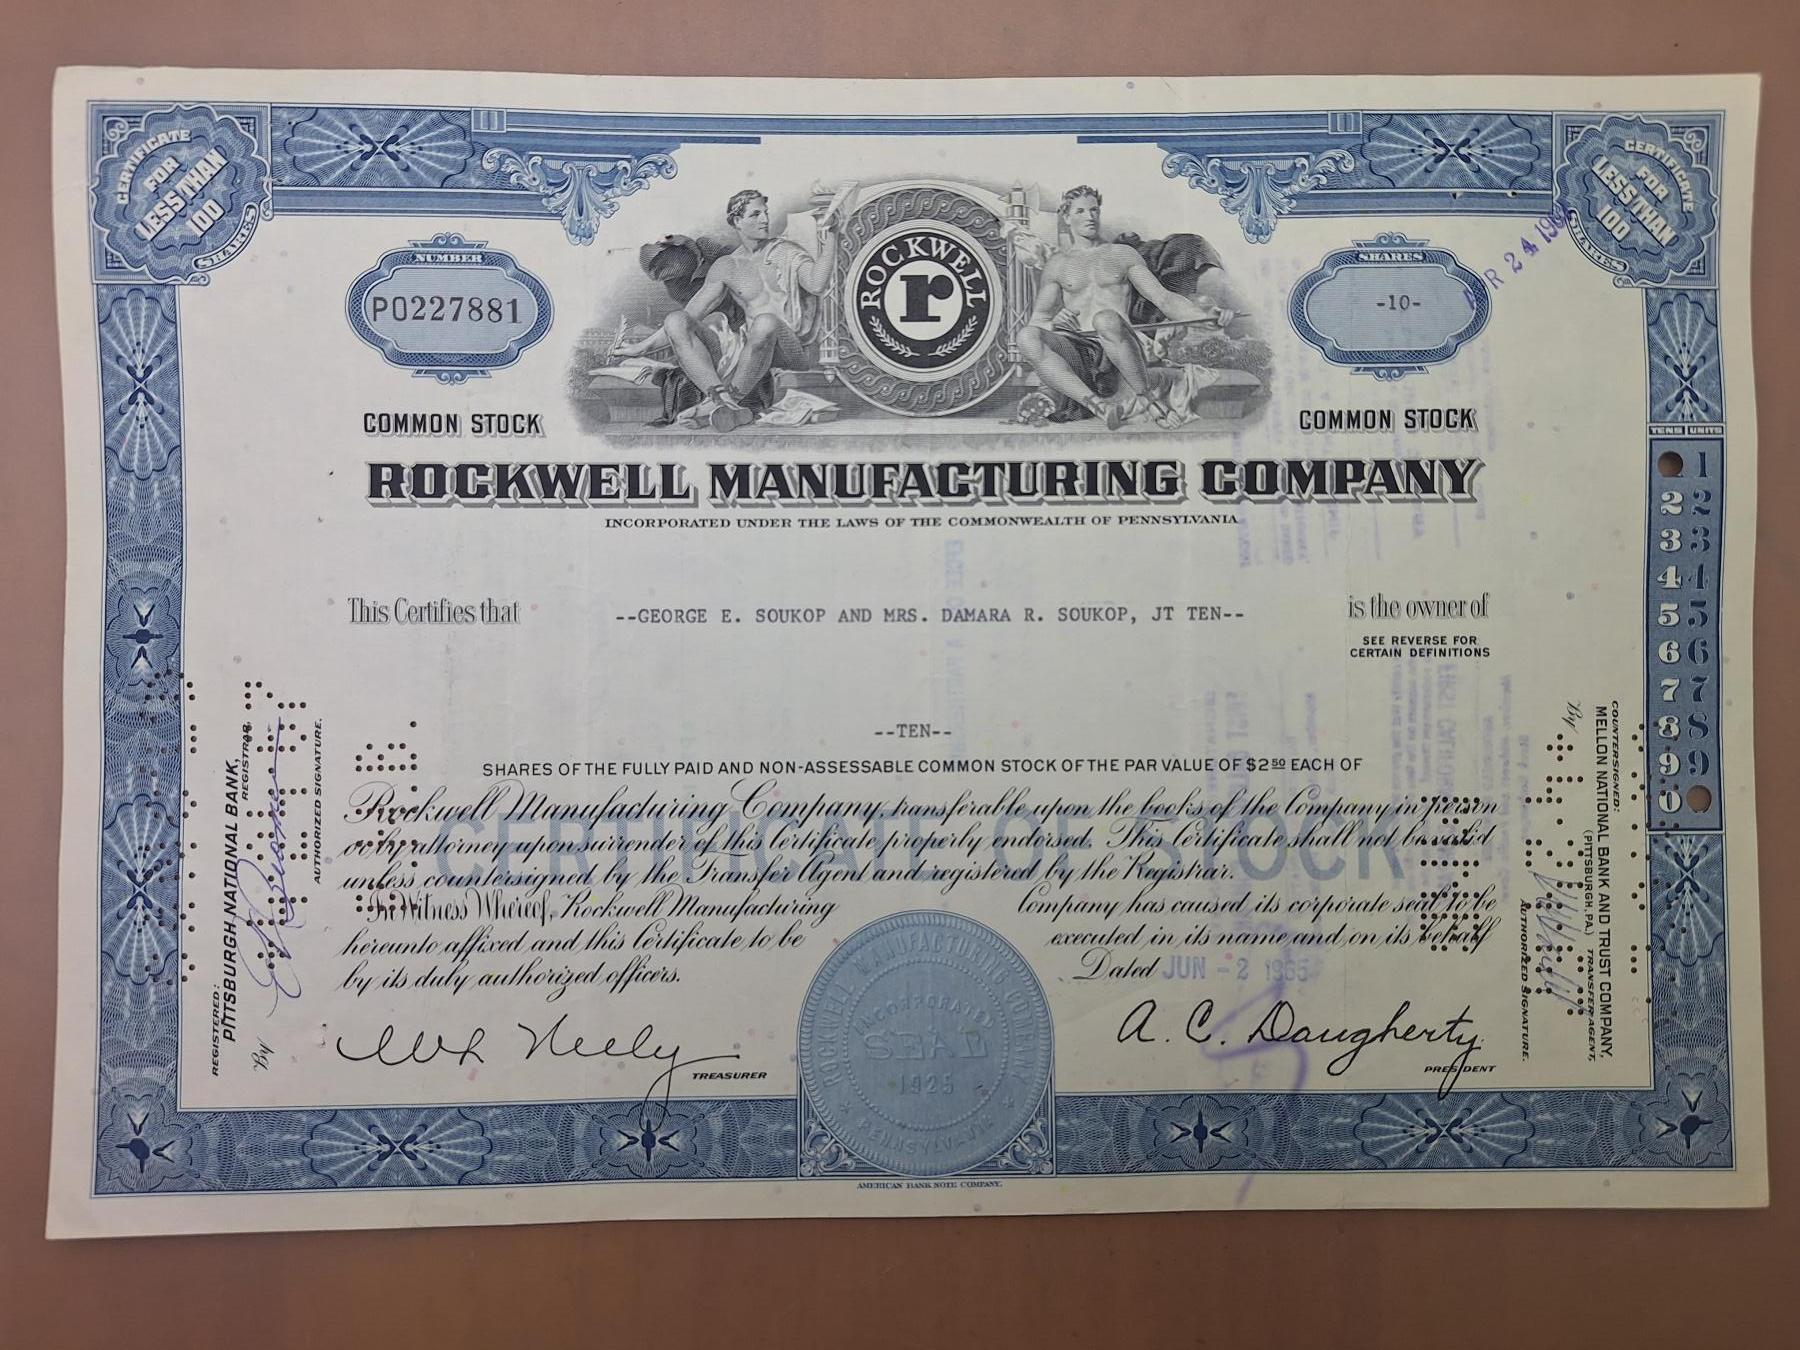 CERTIFICATE
FOR
LESS THAN
100
SHARES
CERTIFICATE
FOR
LESS THAN
100
SHARES
R 24 196
NUMBER
PO227881
ROCKWELL
r
SHARES
-10-
COMMON STOCK
COMMON STOCK
ROCKWELL MANUFACTURING COMPANY
INCORPORATED UNDER THE LAWS OF THE COMMONWEALTH OF PENNSYLVANIA
This Certifies that --GEORGE E. SOUKOP AND MRS. DAMARA R. SOUKOP, JT TEN-- is the owner of
SEE REVERSE FOR
CERTAIN DEFINITIONS
--TEN--
SHARES OF THE FULLY PAID AND NON-ASSESSABLE COMMON STOCK OF THE PAR VALUE OF $2 50 EACH OF
CERTIFICATE OF STOCK
Rockwell Manufacturing Company, transferable upon the books of the Company in person
or by attorney upon surrender of this Certificate properly endorsed. This Certificate shall not be valid
unless countersigned by the Transfer Agent and registered by the Registrar.
In Witness Whereof, Rockwell Manufacturing Company has caused its corporate seal to be
hereunto affixed and this Certificate to be executed in its name and on its behalf
by its duly authorized officers. Dated JUN - 2 1965
W L Neely
TREASURER
A. C. Daugherty
PRESIDENT
ROCKWELL MANUFACTURING COMPANY
INCORPORATED
SEAL
1925
PENNSYLVANIA
AMERICAN BANK NOTE COMPANY.
REGISTERED:
PITTSBURGH NATIONAL BANK,
REGISTRAR
By
AUTHORIZED SIGNATURE.
COUNTERSIGNED:
MELLON NATIONAL BANK AND TRUST COMPANY,
(PITTSBURGH, PA.) TRANSFER AGENT,
By
AUTHORIZED SIGNATURE.
TENS UNITS
1
2 2
3 3
4 4
5 5
6 6
7 7
8 8
9 9
0